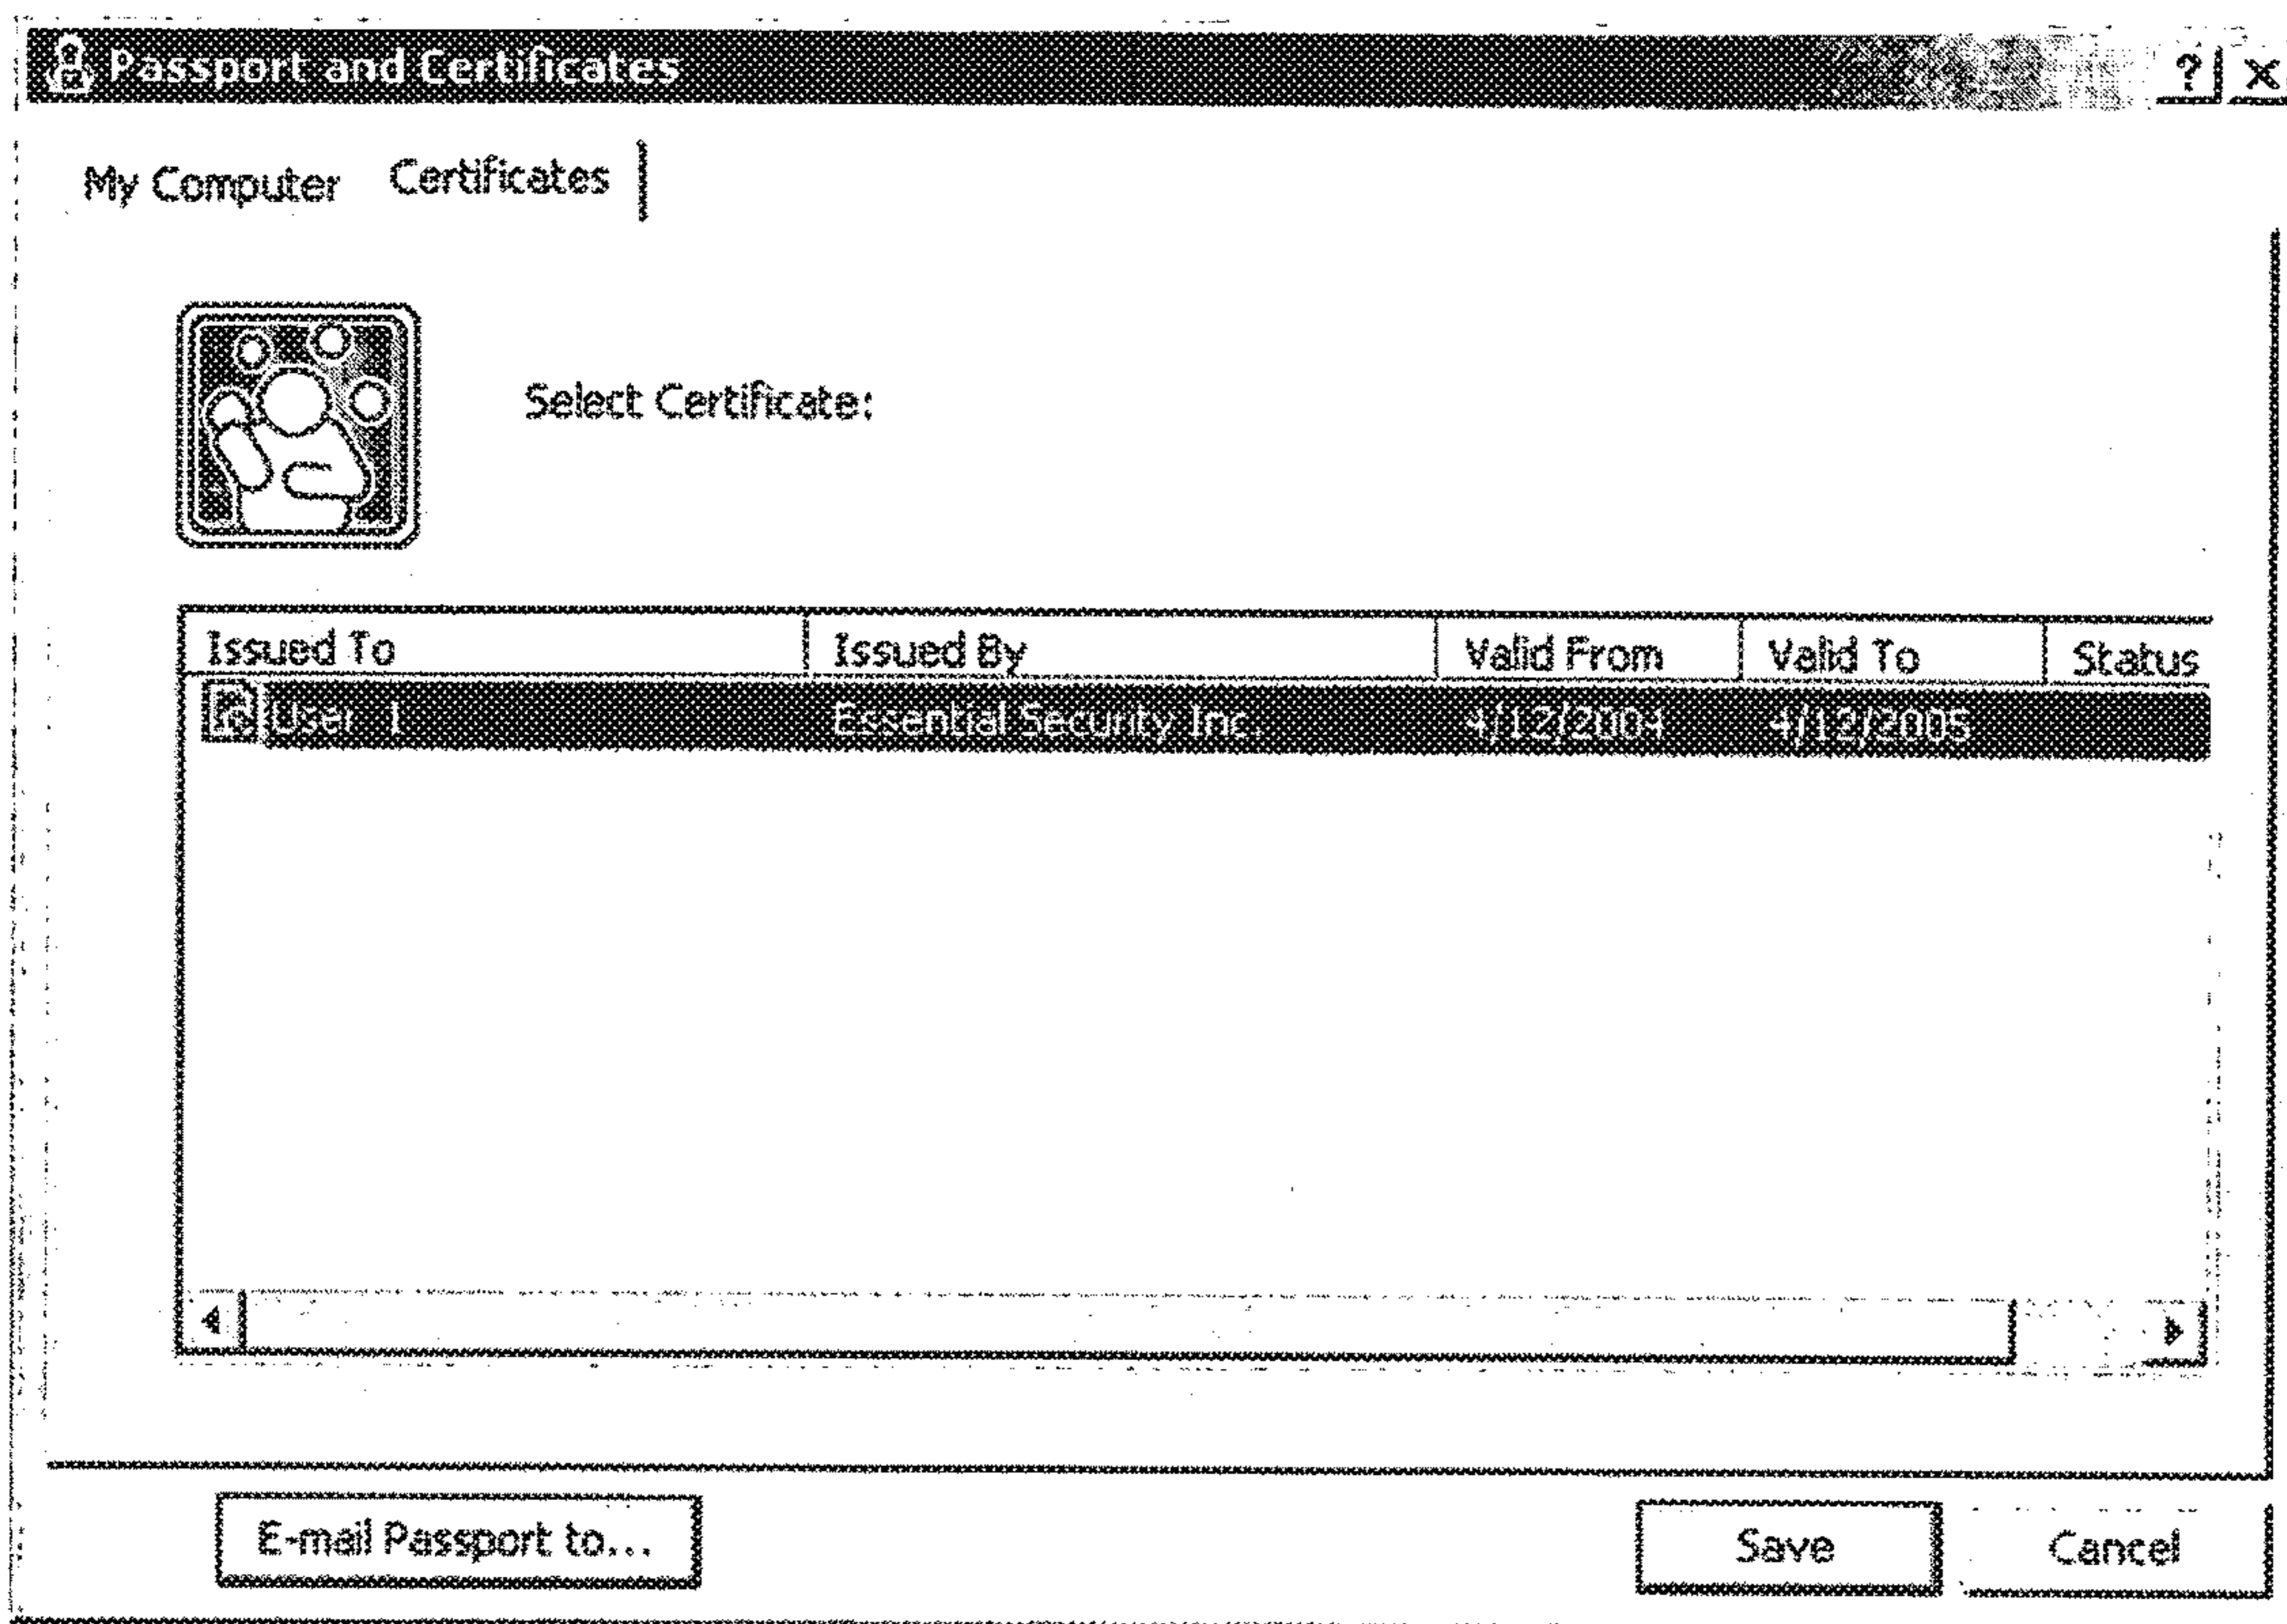 Passport and Certificates ? X
My Computer Certificates
Select Certificate:
Issued To Issued By Valid From Valid To Status
User 1 Essential Security Inc. 4/12/2004 4/12/2005
E-mail Passport to... Save Cancel